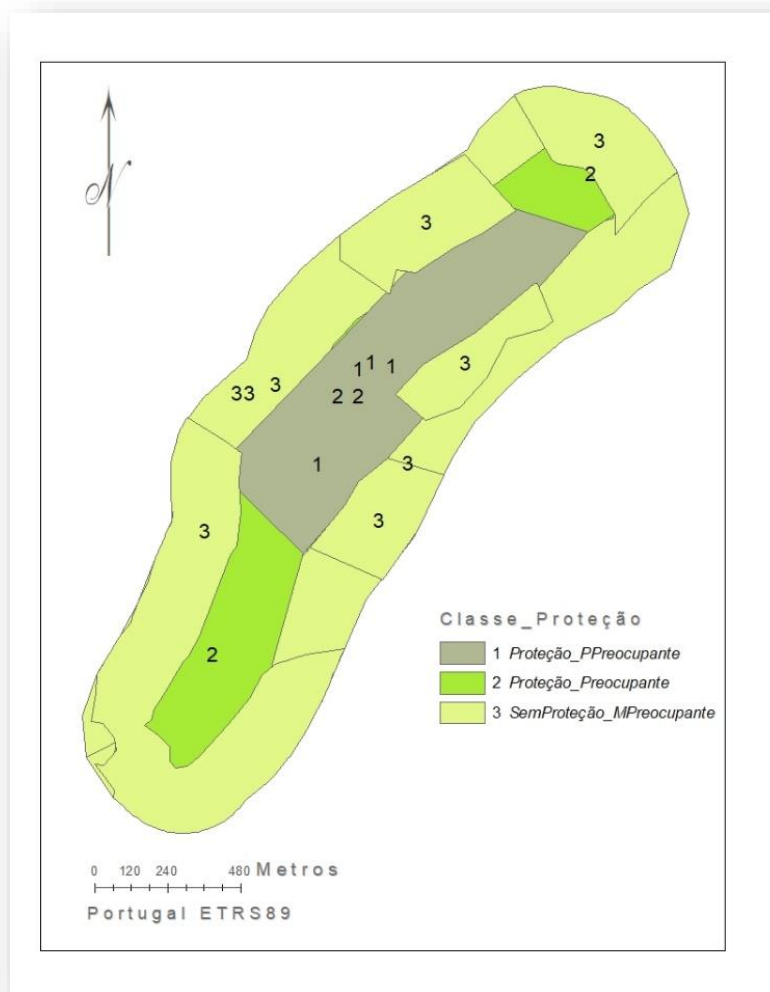 N
3
2
3
1 1 1
3
2 2
33 3
1
3
3
3
2
Classe_Proteção
1 Proteção_PPreocupante
2 Proteção_Preocupante
3 SemProteção_MPreocupante
0 120 240 480 Metros
Portugal ETRS89